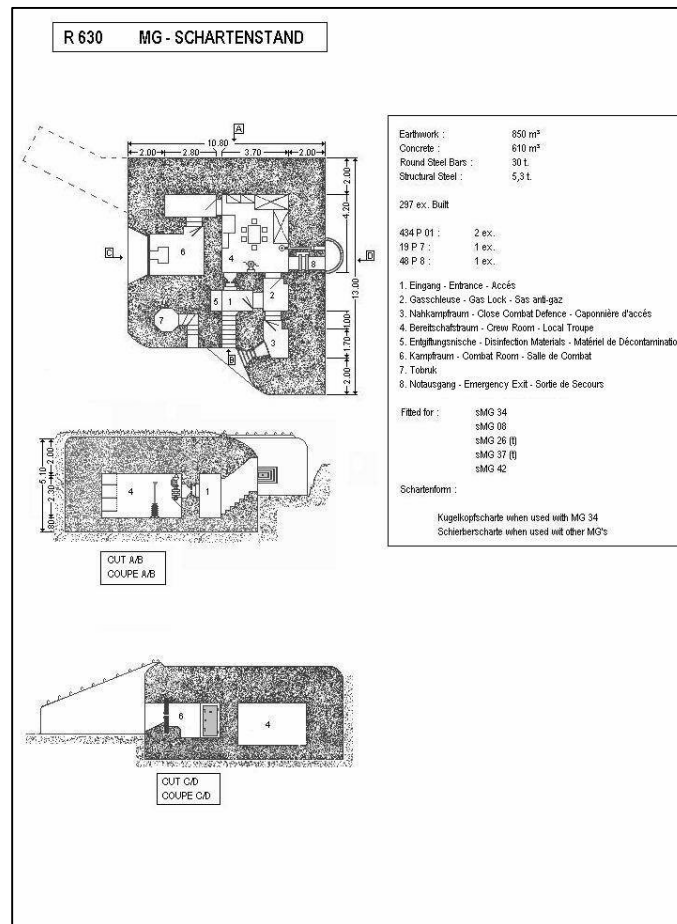 R 630 MG - SCHARTENSTAND
A
10.80
2.00 2.80 3.70 2.00
2.00
4.20
13.00
1.00
1.70
2.00
C
D
B
6
4
8
5
1
2
7
3
Earthwork : 850 m³
Concrete : 610 m³
Round Steel Bars : 30 t.
Structural Steel : 5,3 t.
297 ex. Built
434 P 01 : 2 ex.
19 P 7 : 1 ex.
48 P 8 : 1 ex.
1. Eingang - Entrance - Accés
2. Gasschleuse - Gas Lock - Sas anti-gaz
3. Nahkampfraum - Close Combat Defence - Caponnière d'accés
4. Bereitschafstraum - Crew Room - Local Troupe
5. Entgiftungsnische - Disinfection Materials - Matériel de Décontaminatio
6. Kampfraum - Combat Room - Salle de Combat
7. Tobruk
8. Notausgang - Emergency Exit - Sortie de Secours
Fitted for : sMG 34
sMG 08
sMG 26 (t)
sMG 37 (t)
sMG 42
Schartenform :
Kugelkopfscharte when used with MG 34
Schierberscharte when used wit other MG's
5.10
2.00
2.30
.80
4
1
CUT A/B
COUPE A/B
6
4
CUT C/D
COUPE C/D